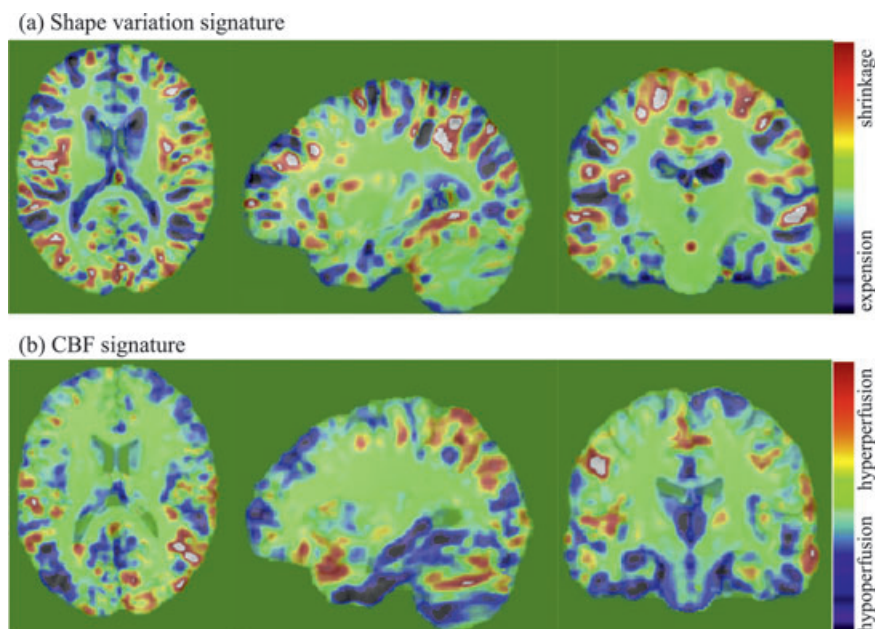 (a) Shape variation signature
shrinkage
expension
(b) CBF signature
hyperperfusion
hypoperfusion